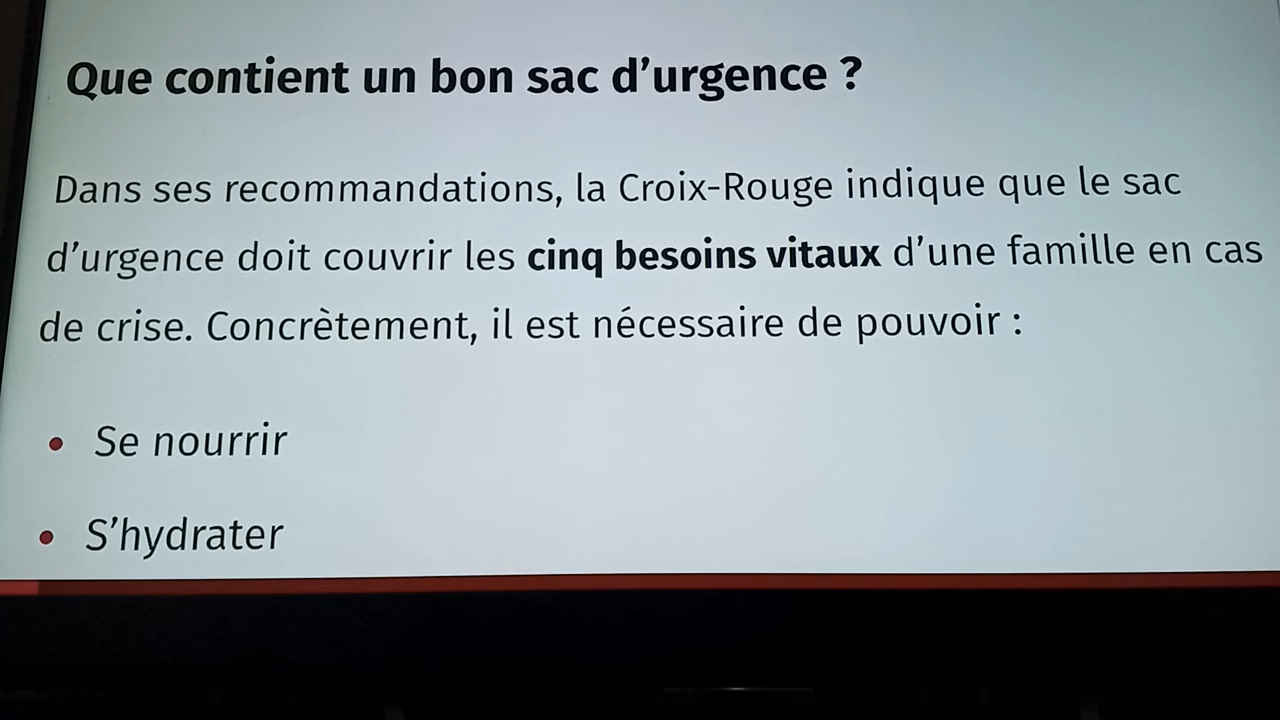 Que contient un bon sac d’urgence ?
Dans ses recommandations, la Croix-Rouge indique que le sac
d’urgence doit couvrir les cinq besoins vitaux d’une famille en cas
de crise. Concrètement, il est nécessaire de pouvoir :
• Se nourrir
• S’hydrater